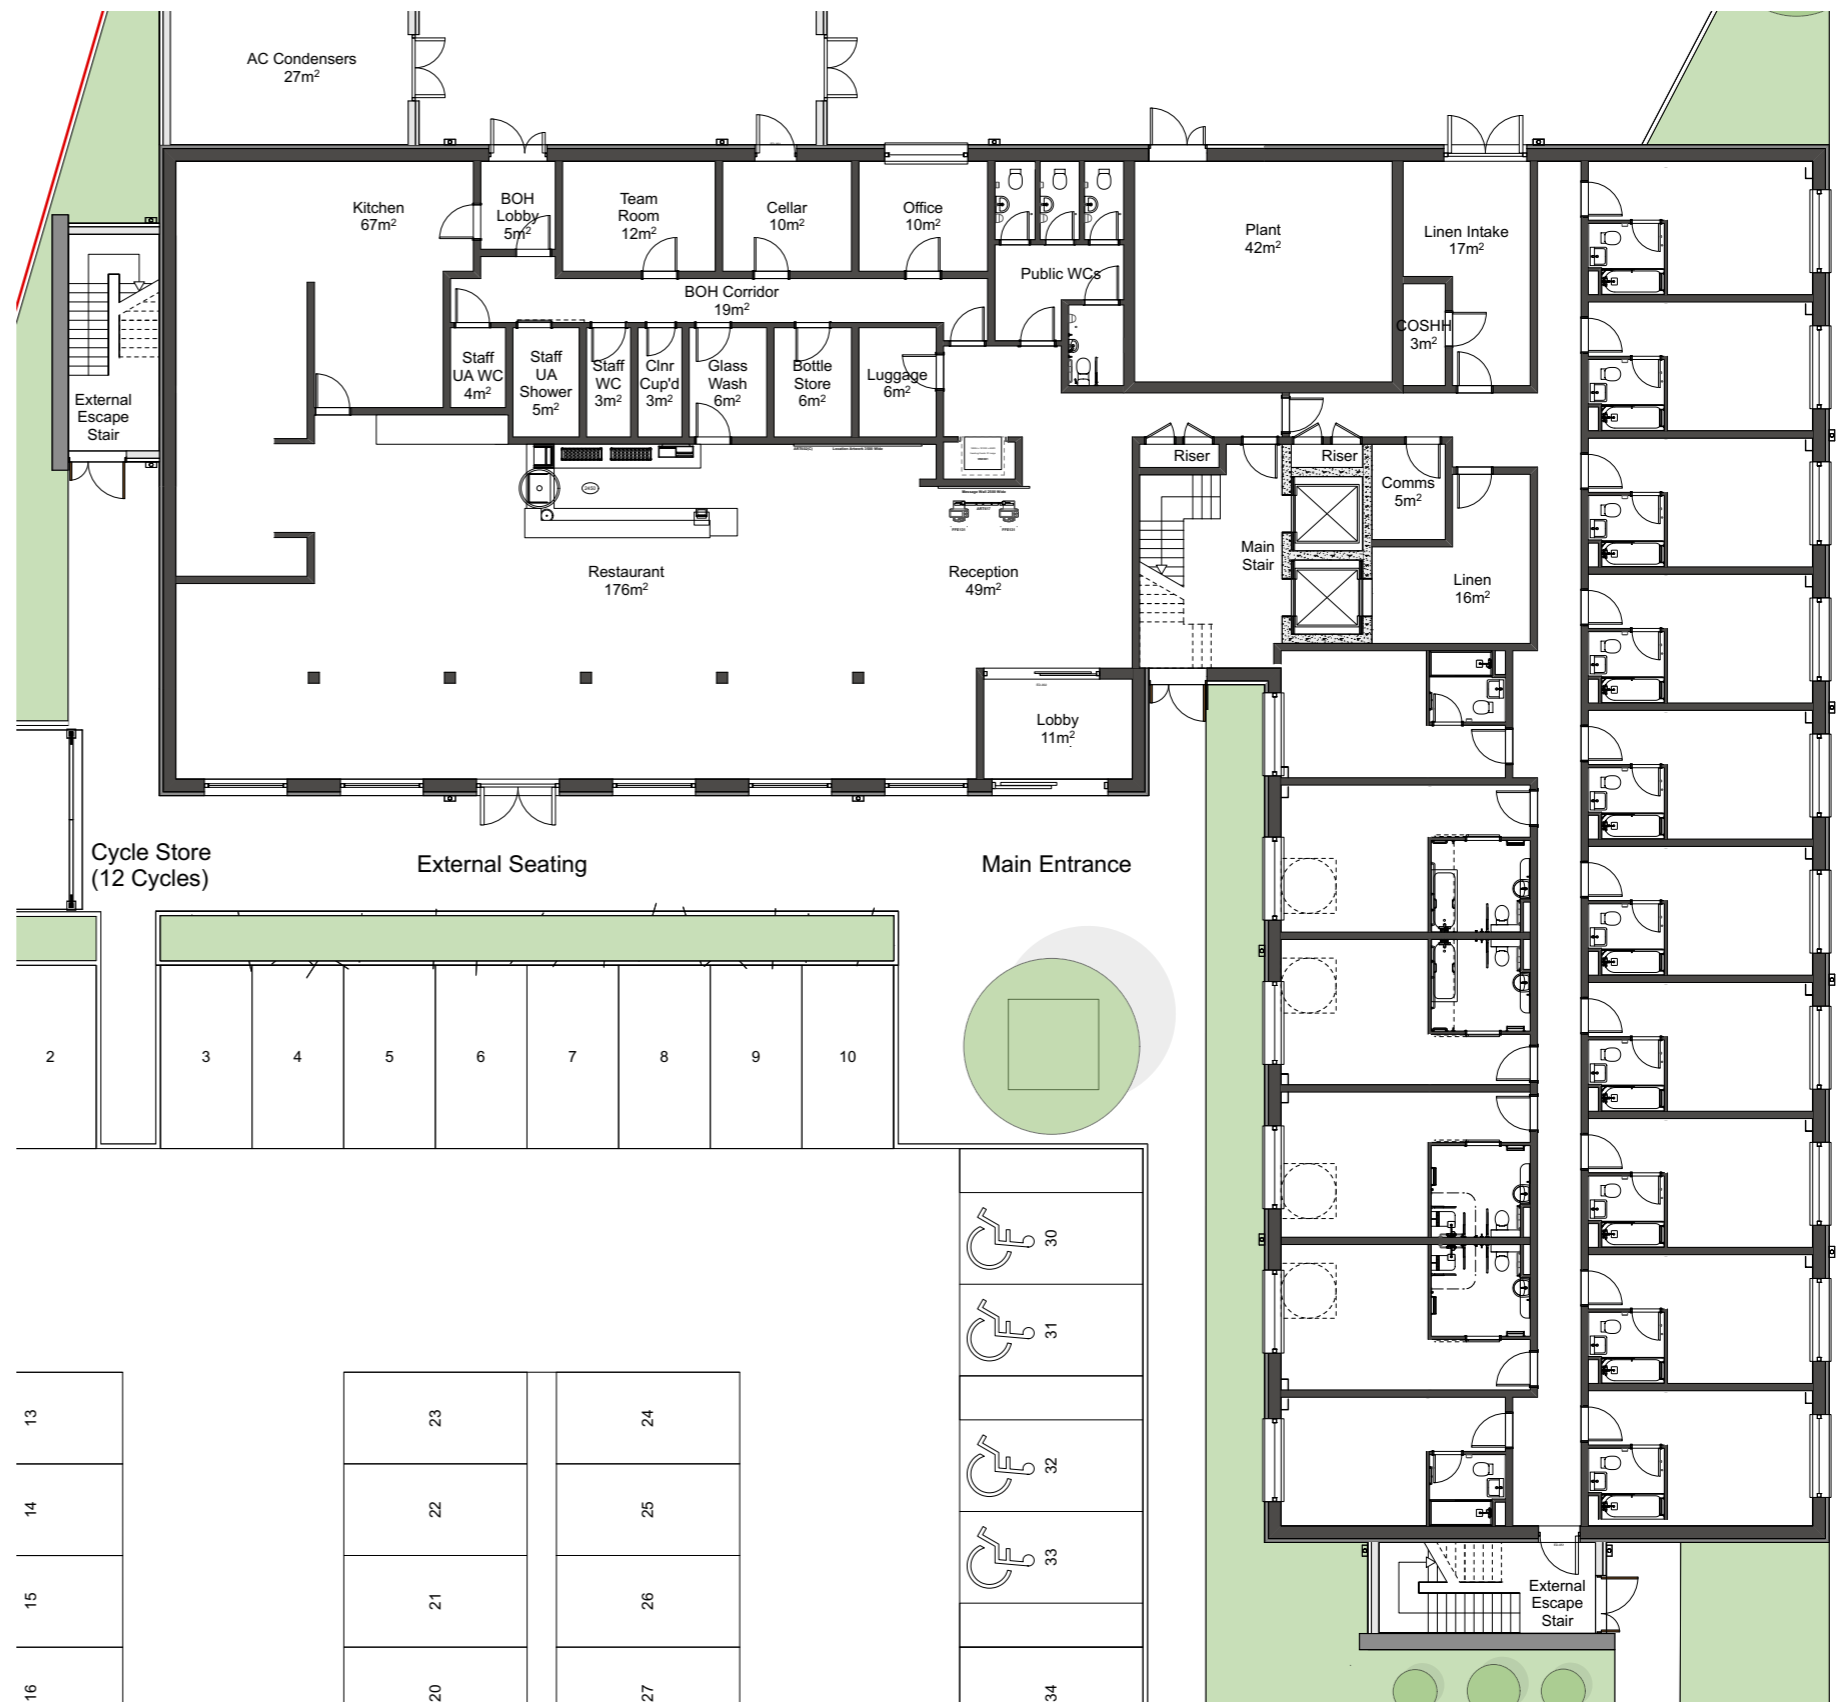 AC Condensers
27m²
Kitchen
67m²
BOH
Lobby
5m²
Team
Room
12m²
Cellar
10m²
Office
10m²
Public WCs
Plant
42m²
Linen Intake
17m²
COSHH
3m²
BOH Corridor
19m²
Staff
UA WC
4m²
Staff
UA
Shower
5m²
Staff
WC
3m²
Clnr
Cup'd
3m²
Glass
Wash
6m²
Bottle
Store
6m²
Luggage
6m²
External
Escape
Stair
Riser
Riser
Comms
5m²
Main
Stair
Linen
16m²
Restaurant
176m²
Reception
49m²
Lobby
11m²
Cycle Store
(12 Cycles)
External Seating
Main Entrance
2
3
4
5
6
7
8
9
10
30
31
32
33
34
13
14
15
16
23
22
21
20
24
25
26
27
External
Escape
Stair